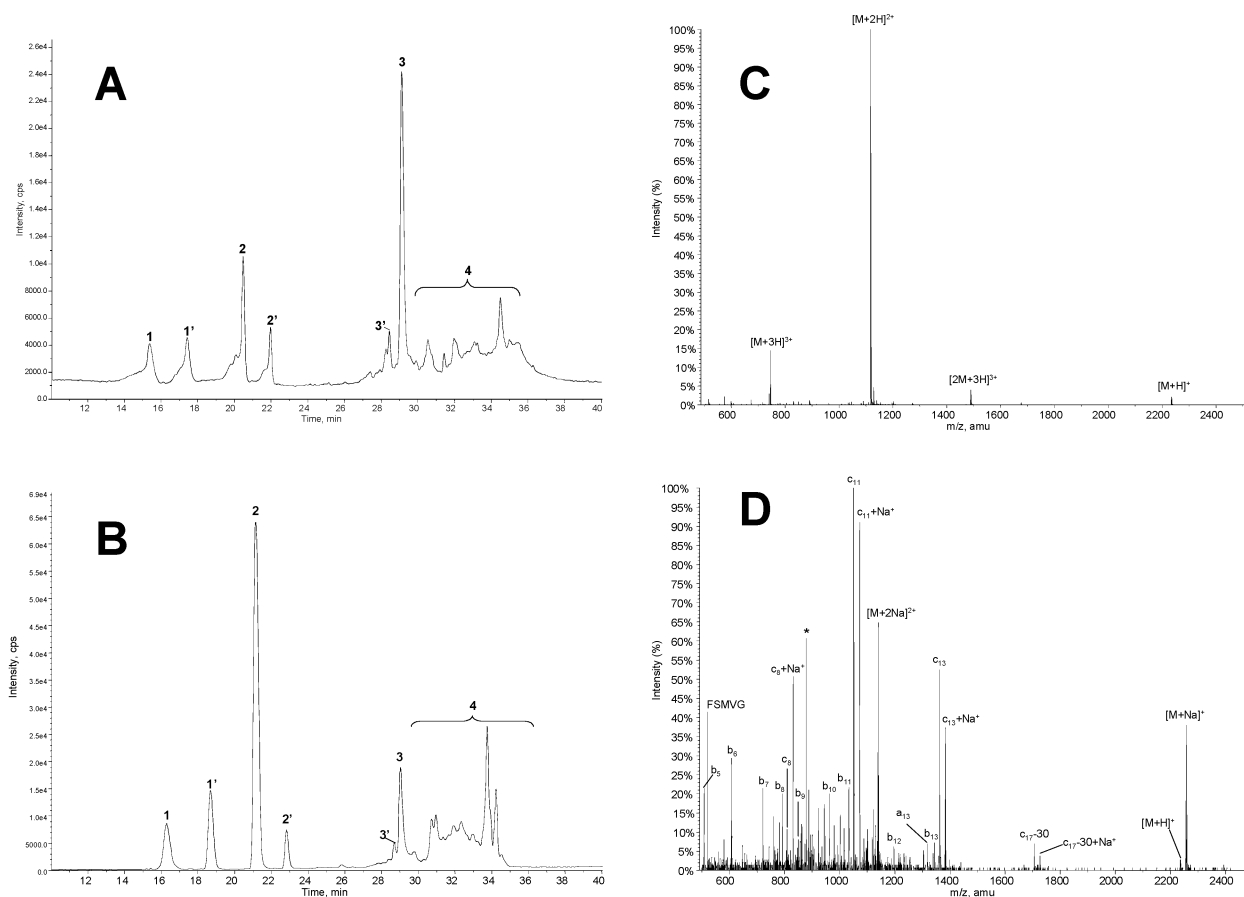 A
2.6e4
2.4e4
2.2e4
2.0e4
1.8e4
1.6e4
1.4e4
1.2e4
1.0e4
8000.0
6000.0
4000.0
2000.0
0.0
Intensity, cps
1
1'
2
2'
3'
3
4
12 14 16 18 20 22 24 26 28 30 32 34 36 38 40
Time, min
C
100%
95%
90%
85%
80%
75%
70%
65%
60%
55%
50%
45%
40%
35%
30%
25%
20%
15%
10%
5%
0%
Intensity (%)
[M+2H]²⁺
[M+3H]³⁺
[2M+3H]³⁺
[M+H]⁺
600 800 1000 1200 1400 1600 1800 2000 2200 2400
m/z, amu
B
6.9e4
6.5e4
6.0e4
5.5e4
5.0e4
4.5e4
4.0e4
3.5e4
3.0e4
2.5e4
2.0e4
1.5e4
1.0e4
5000.0
0.0
Intensity, cps
1
1'
2
2'
3'
3
4
12 14 16 18 20 22 24 26 28 30 32 34 36 38 40
Time, min
D
100%
95%
90%
85%
80%
75%
70%
65%
60%
55%
50%
45%
40%
35%
30%
25%
20%
15%
10%
5%
0%
Intensity (%)
FSMVG
b₅
b₆
b₇
b₈
c₈
c₈+Na⁺
b₉
*
b₁₀
b₁₁
c₁₁
c₁₁+Na⁺
[M+2Na]²⁺
b₁₂
a₁₃
b₁₃
c₁₃
c₁₃+Na⁺
c₁₇-30
c₁₇-30+Na⁺
[M+H]⁺
[M+Na]⁺
600 800 1000 1200 1400 1600 1800 2000 2200 2400
m/z, amu